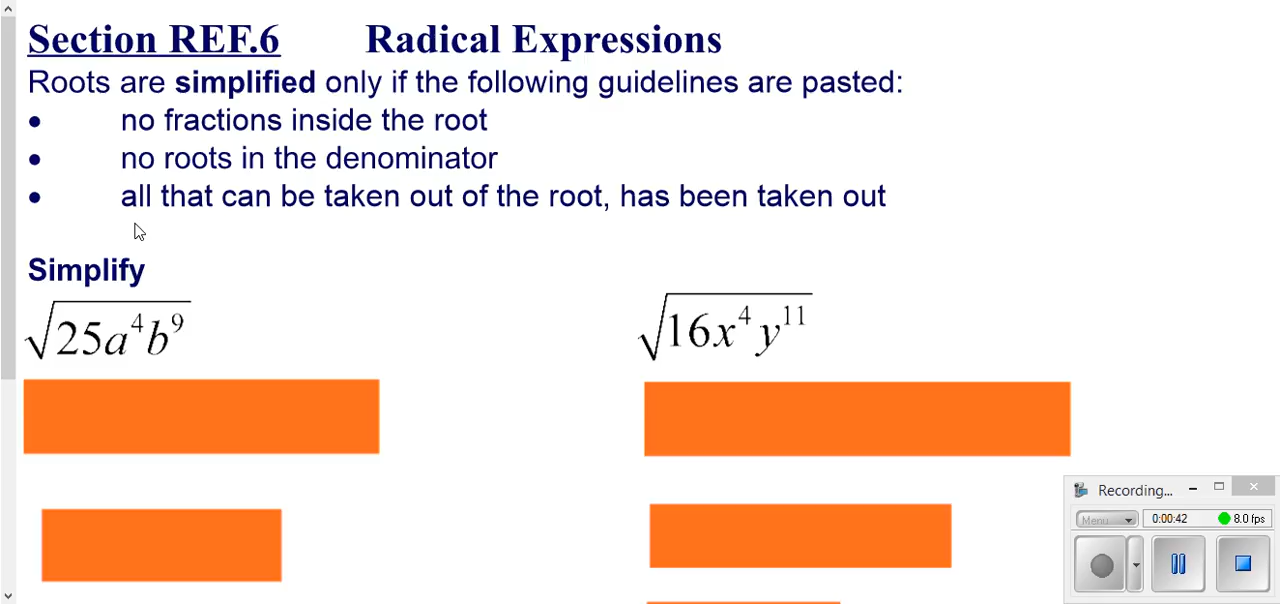 Section REF.6 Radical Expressions
Roots are simplified only if the following guidelines are pasted:
• no fractions inside the root
• no roots in the denominator
• all that can be taken out of the root, has been taken out
Simplify
√25a⁴b⁹ √16x⁴y¹¹
Recording...
Menu 0:00:42 8.0 fps